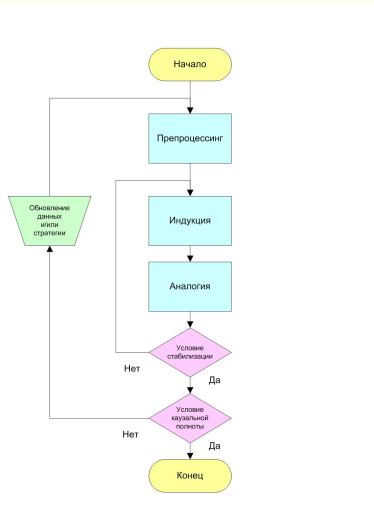 Начало
Препроцессинг
Обновление
данных
и/или
стратегии
Индукция
Аналогия
Условие
стабилизации
Нет
Да
Условие
каузальной
полноты
Нет
Да
Конец